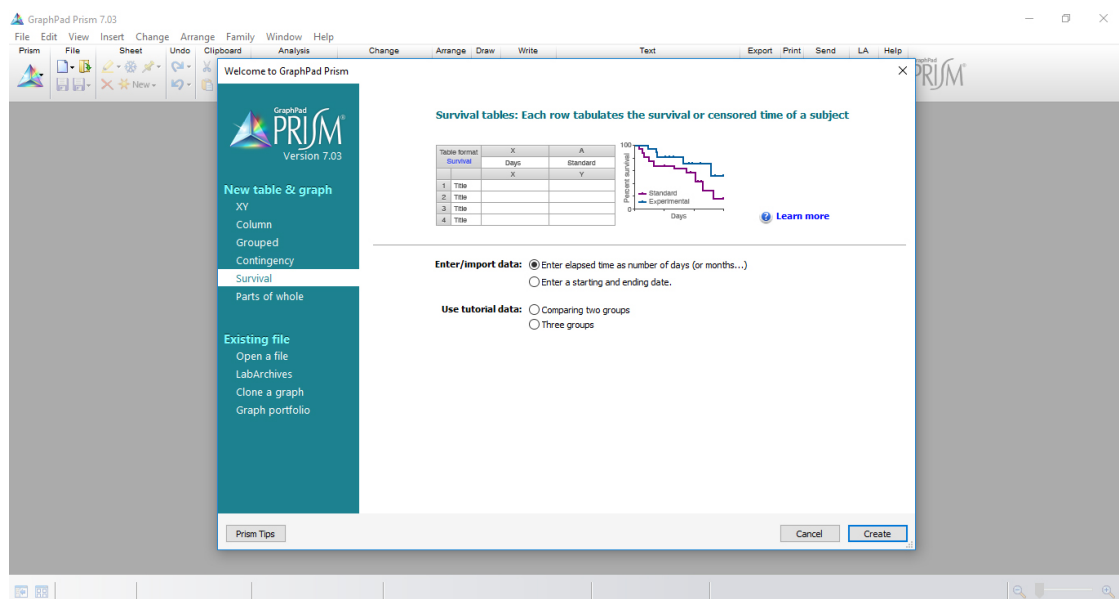 GraphPad Prism 7.03
File Edit View Insert Change Arrange Family Window Help
Prism File Sheet Undo Clipboard Analysis Change Arrange Draw Write Text Export Print Send LA Help
New
Welcome to GraphPad Prism
GraphPad
PRISM
Version 7.03
New table & graph
XY
Column
Grouped
Contingency
Survival
Parts of whole
Existing file
Open a file
LabArchives
Clone a graph
Graph portfolio
Survival tables: Each row tabulates the survival or censored time of a subject
Table format X A
Survival Days Standard
X Y
1 Title
2 Title
3 Title
4 Title
100
Percent survival
Standard
Experimental
0
Days
Learn more
Enter/import data: Enter elapsed time as number of days (or months...)
Enter a starting and ending date.
Use tutorial data: Comparing two groups
Three groups
Prism Tips
Cancel Create
PRISM